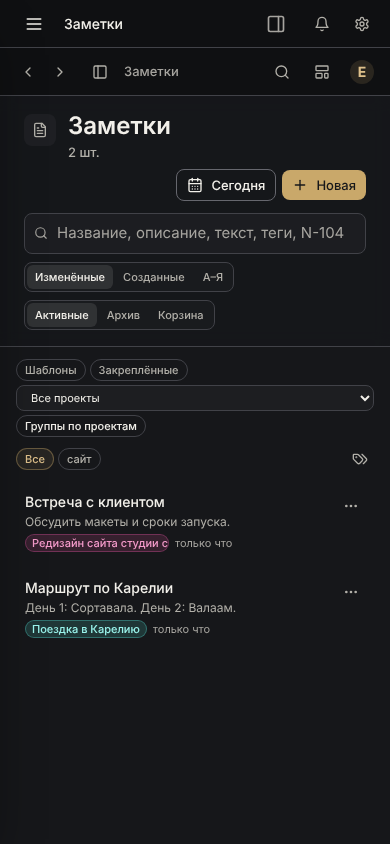 Заметки
Заметки
E
Заметки
2 шт.
Сегодня
Новая
Название, описание, текст, теги, N-104
Изменённые Созданные А–Я
Активные Архив Корзина
Шаблоны Закреплённые
Все проекты
Группы по проектам
Все сайт
Встреча с клиентом
Обсудить макеты и сроки запуска.
Редизайн сайта студии с только что
Маршрут по Карелии
День 1: Сортавала. День 2: Валаам.
Поездка в Карелию только что